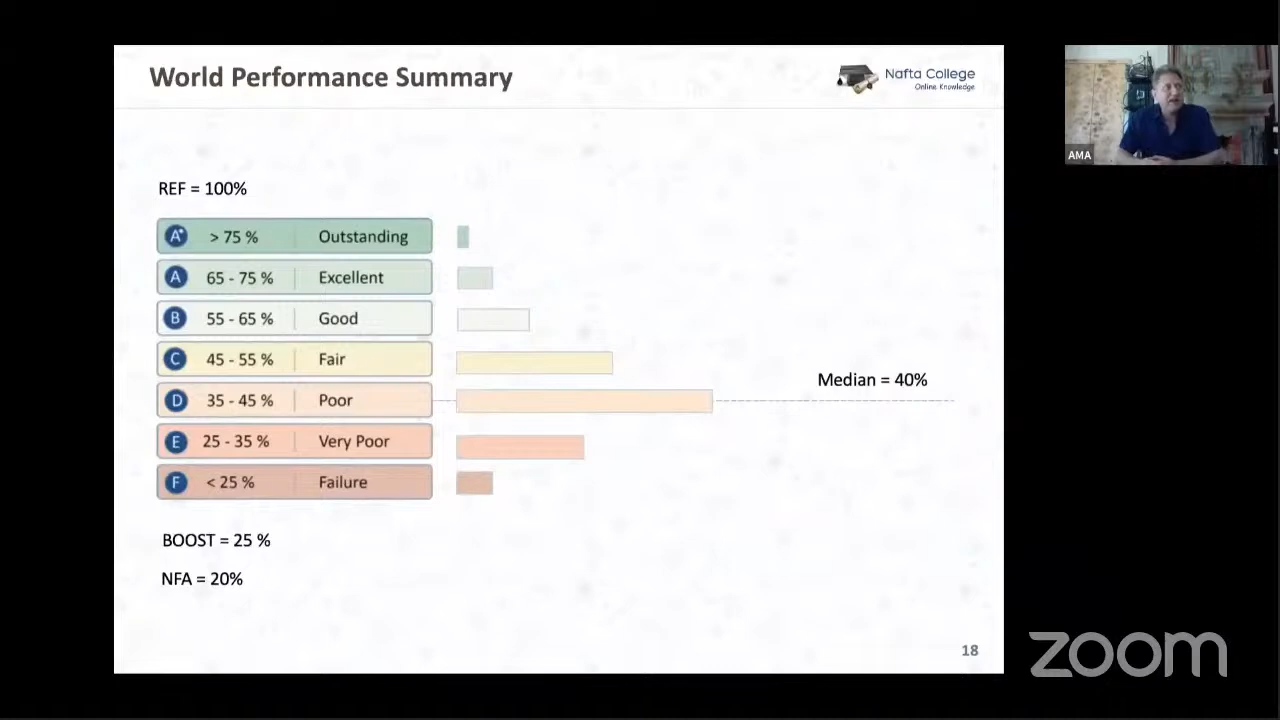 World Performance Summary
Nafta College
Online Knowledge
AMA
REF = 100%
A* > 75 % Outstanding
A 65 - 75 % Excellent
B 55 - 65 % Good
C 45 - 55 % Fair
Median = 40%
D 35 - 45 % Poor
E 25 - 35 % Very Poor
F < 25 % Failure
BOOST = 25 %
NFA = 20%
18
zoom